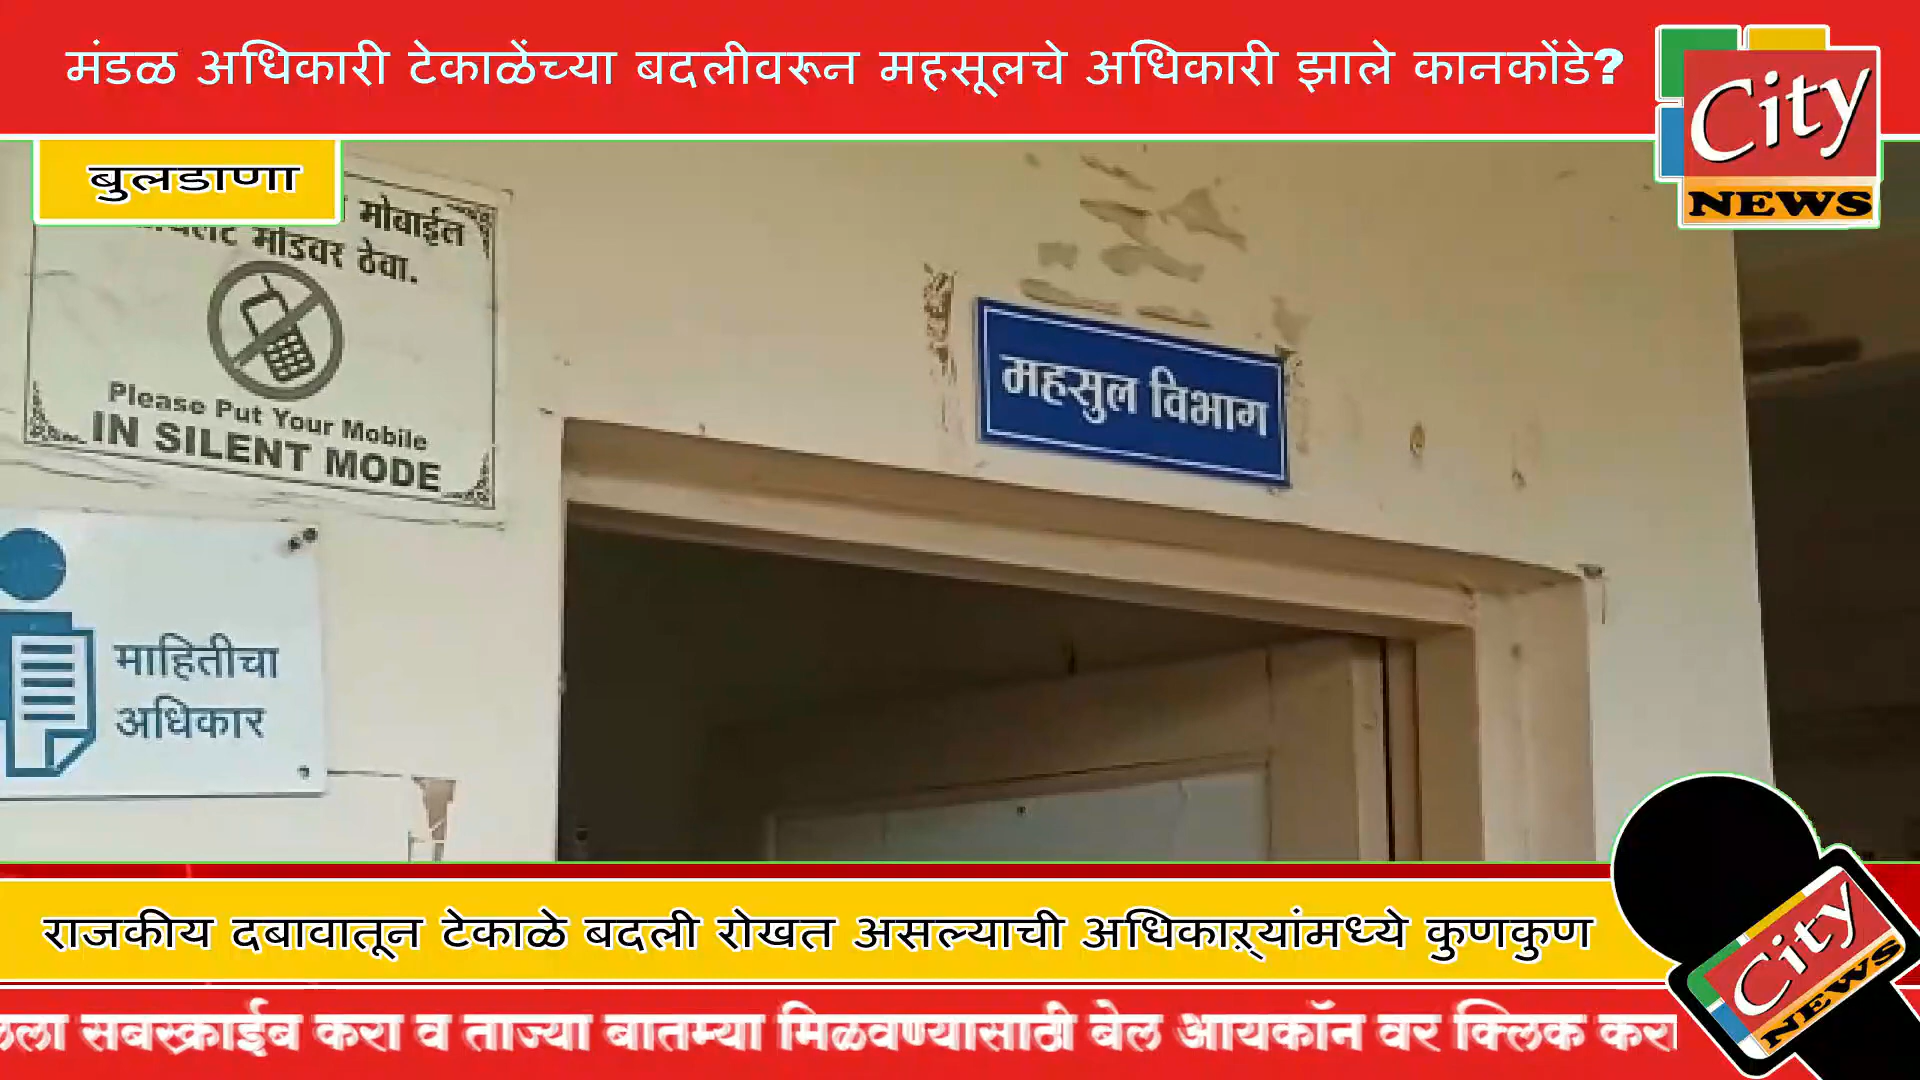 मंडळ अधिकारी टेकाळेंच्या बदलीवरून महसूलचे अधिकारी झाले कानकोंडे?
City
NEWS
बुलडाणा
मोबाईल
मोडवर ठेवा.
Please Put Your Mobile
IN SILENT MODE
महसुल विभाग
माहितीचा
अधिकार
राजकीय दबावातून टेकाळे बदली रोखत असल्याची अधिकाऱ्यांमध्ये कुणकुण
City
NEWS
सबस्क्राईब करा व ताज्या बातम्या मिळवण्यासाठी बेल आयकॉन वर क्लिक करा